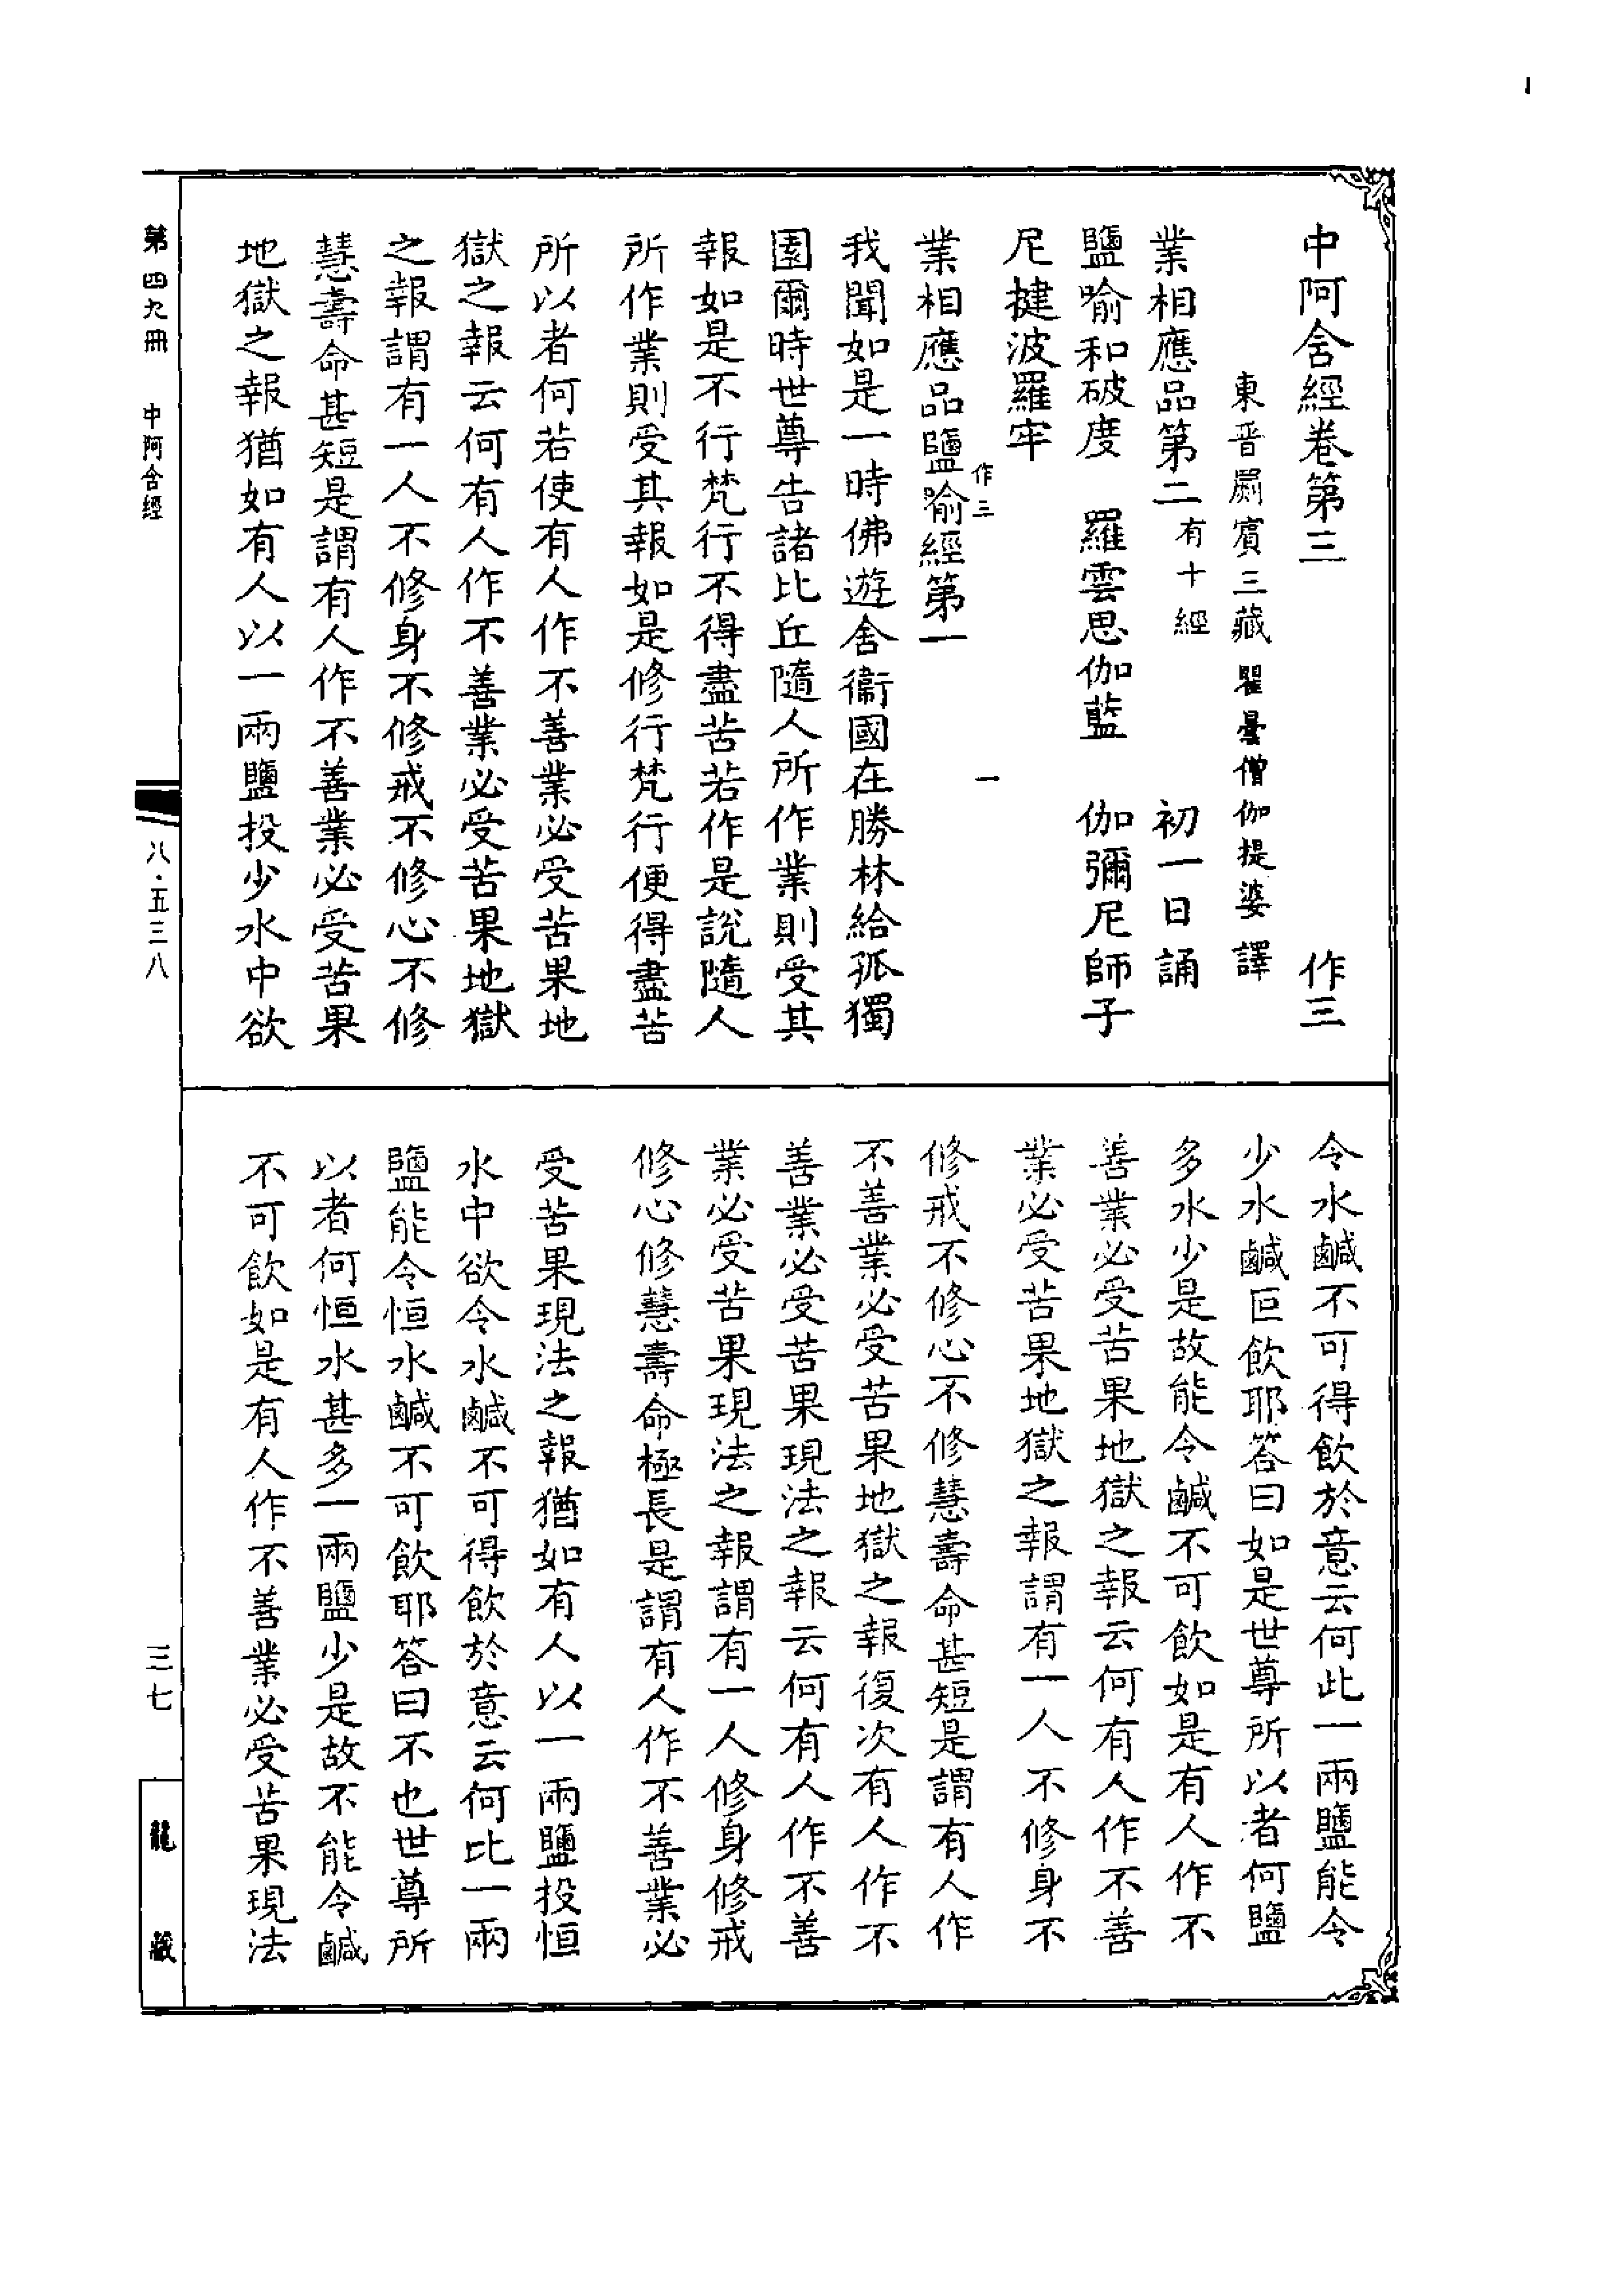 中阿含經卷第三　作三
東晉罽賓三藏瞿曇僧伽提婆譯
業相應品第二有十經　初一日誦
鹽喻和破度　羅雲思伽藍　伽彌尼師子
尼揵波羅牢
業相應品鹽喻經第一
作三　一
我聞如是一時佛遊舍衞國在勝林給孤獨
園爾時世尊告諸比丘隨人所作業則受其
報如是不行梵行不得盡苦若作是說隨人
所作業則受其報如是修行梵行便得盡苦
所以者何若使有人作不善業必受苦果地
獄之報云何有人作不善業必受苦果地獄
之報謂有一人不修身不修戒不修心不修
慧壽命甚短是謂有人作不善業必受苦果
地獄之報猶如有人以一兩鹽投少水中欲
令水鹹不可得飲於意云何此一兩鹽能令
少水鹹叵飲耶答曰如是世尊所以者何鹽
多水少是故能令鹹不可飲如是有人作不
善業必受苦果地獄之報云何有人作不善
業必受苦果地獄之報謂有一人不修身不
修戒不修心不修慧壽命甚短是謂有人作
不善業必受苦果地獄之報復次有人作不
善業必受苦果現法之報云何有人作不善
業必受苦果現法之報謂有一人修身修戒
修心修慧壽命極長是謂有人作不善業必
受苦果現法之報猶如有人以一兩鹽投恒
水中欲令水鹹不可得飲於意云何比一兩
鹽能令恒水鹹不可飲耶答曰不也世尊所
以者何恒水甚多一兩鹽少是故不能令鹹
不可飲如是有人作不善業必受苦果現法
第四九冊　中阿含經
八·五三八
三七
龍藏